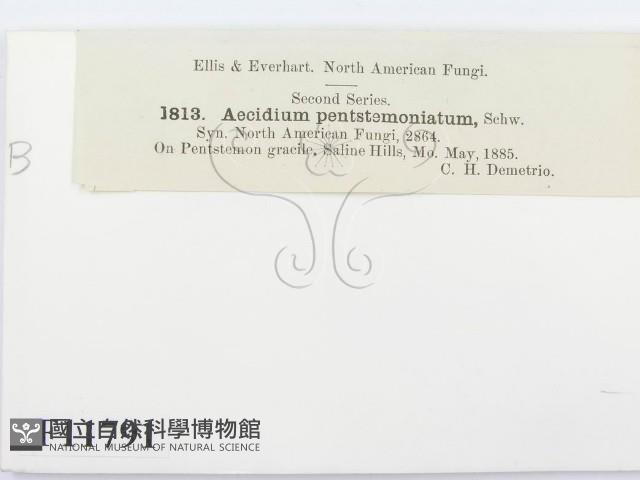 Ellis & Everhart. North American Fungi.
Second Series.
1813. Aecidium pentstemoniatum, Schw.
Syn. North American Fungi, 2864.
On Pentstemon gracile, Saline Hills, Mo. May, 1885.
C. H. Demetrio.
B
11791
國立自然科學博物館
NATIONAL MUSEUM OF NATURAL SCIENCE